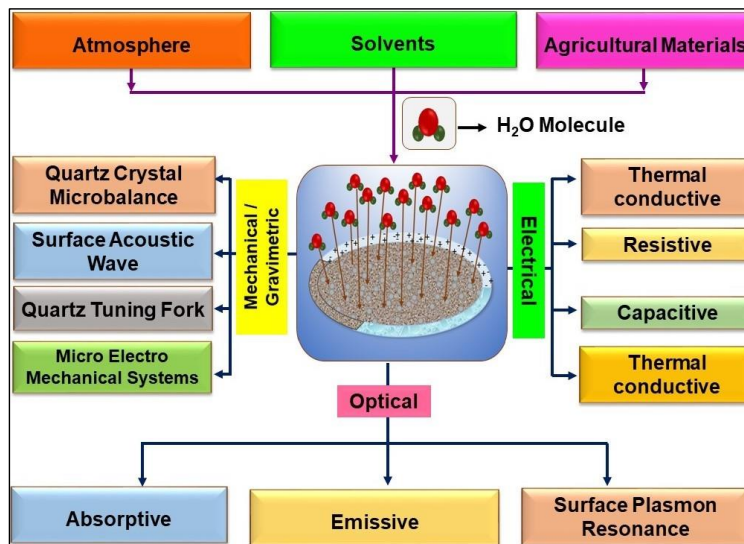 Atmosphere
Solvents
Agricultural Materials
H₂O Molecule
Quartz Crystal
Microbalance
Surface Acoustic
Wave
Quartz Tuning Fork
Micro Electro
Mechanical Systems
Mechanical /
Gravimetric
Electrical
Thermal
conductive
Resistive
Capacitive
Thermal
conductive
Optical
Absorptive
Emissive
Surface Plasmon
Resonance